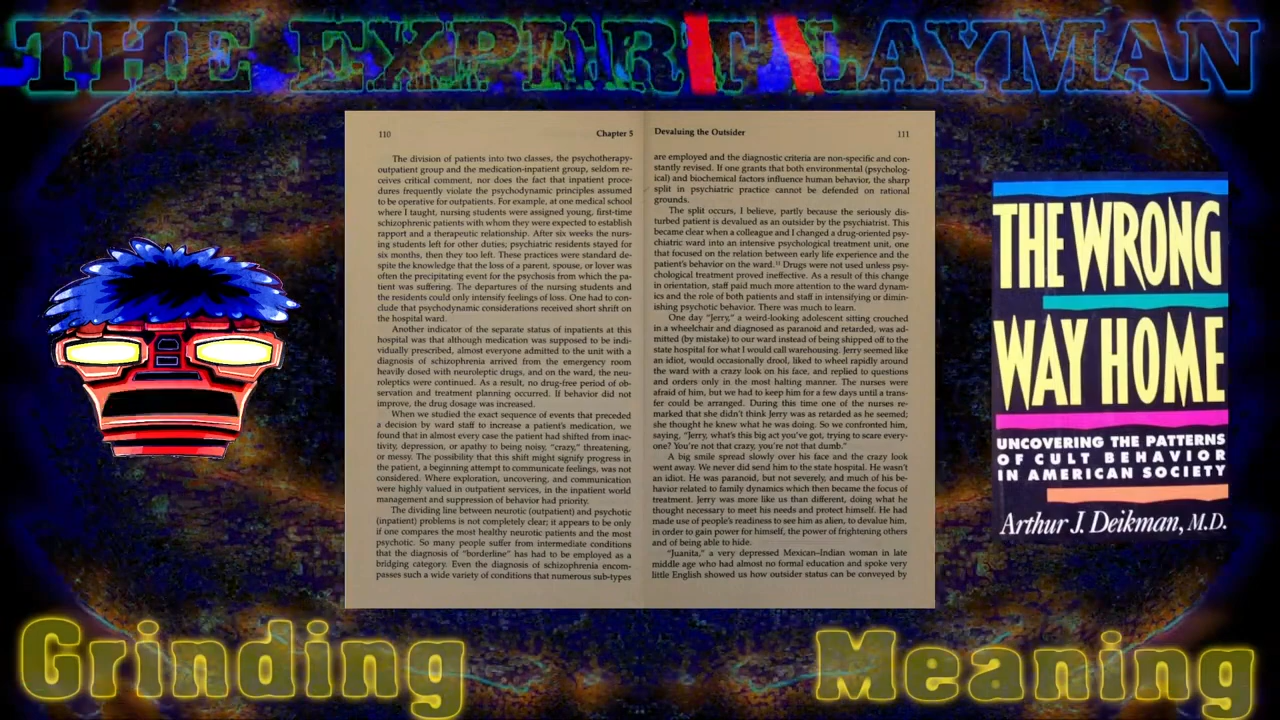 THE EXPERT LAYMAN
110 Chapter 5
The division of patients into two classes, the psychotherapy-
outpatient group and the medication-inpatient group, seldom re-
ceives critical comment, nor does the fact that inpatient proce-
dures frequently violate the psychodynamic principles assumed
to be operative for outpatients. For example, at one medical school
where I taught, nursing students were assigned young, first-time
schizophrenic patients with whom they were expected to establish
rapport and a therapeutic relationship. After six weeks the nurs-
ing students left for other duties; psychiatric residents stayed for
six months, then they too left. These practices were standard de-
spite the knowledge that the loss of a parent, spouse, or lover was
often the precipitating event for the psychosis from which the pa-
tient was suffering. The departures of the nursing students and
the residents could only intensify feelings of loss. One had to con-
clude that psychodynamic considerations received short shrift on
the hospital ward.
Another indicator of the separate status of inpatients at this
hospital was that although medication was supposed to be indi-
vidually prescribed, almost everyone admitted to the unit with a
diagnosis of schizophrenia arrived from the emergency room
heavily dosed with neuroleptic drugs, and on the ward, the neu-
roleptics were continued. As a result, no drug-free period of ob-
servation and treatment planning occurred. If behavior did not
improve, the drug dosage was increased.
When we studied the exact sequence of events that preceded
a decision by ward staff to increase a patient's medication, we
found that in almost every case the patient had shifted from inac-
tivity, depression, or apathy to being noisy, "crazy," threatening,
or messy. The possibility that this shift might signify progress in
the patient, a beginning attempt to communicate feelings, was not
considered. Where exploration, uncovering, and communication
were highly valued in outpatient services, in the inpatient world
management and suppression of behavior had priority.
The dividing line between neurotic (outpatient) and psychotic
(inpatient) problems is not completely clear; it appears to be only
if one compares the most healthy neurotic patients and the most
psychotic. So many people suffer from intermediate conditions
that the diagnosis of "borderline" has had to be employed as a
bridging category. Even the diagnosis of schizophrenia encom-
passes such a wide variety of conditions that numerous sub-types
Devaluing the Outsider 111
are employed and the diagnostic criteria are non-specific and con-
stantly revised. If one grants that both environmental (psycholog-
ical) and biochemical factors influence human behavior, the sharp
split in psychiatric practice cannot be defended on rational
grounds.
The split occurs, I believe, partly because the seriously dis-
turbed patient is devalued as an outsider by the psychiatrist. This
became clear when a colleague and I changed a drug-oriented psy-
chiatric ward into an intensive psychological treatment unit, one
that focused on the relation between early life experience and the
patient's behavior on the ward.¹¹ Drugs were not used unless psy-
chological treatment proved ineffective. As a result of this change
in orientation, staff paid much more attention to the ward dynam-
ics and the role of both patients and staff in intensifying or dimin-
ishing psychotic behavior. There was much to learn.
One day "Jerry," a weird-looking adolescent sitting crouched
in a wheelchair and diagnosed as paranoid and retarded, was ad-
mitted (by mistake) to our ward instead of being shipped off to the
state hospital for what I would call warehousing. Jerry seemed like
an idiot, would occasionally drool, liked to wheel rapidly around
the ward with a crazy look on his face, and replied to questions
and orders only in the most halting manner. The nurses were
afraid of him, but we had to keep him for a few days until a trans-
fer could be arranged. During this time one of the nurses re-
marked that she didn't think Jerry was as retarded as he seemed;
she thought he knew what he was doing. So we confronted him,
saying, "Jerry, what's this big act you've got, trying to scare every-
one? You're not that crazy, you're not that dumb."
A big smile spread slowly over his face and the crazy look
went away. We never did send him to the state hospital. He wasn't
an idiot. He was paranoid, but not severely, and much of his be-
havior related to family dynamics which then became the focus of
treatment. Jerry was more like us than different, doing what he
thought necessary to meet his needs and protect himself. He had
made use of people's readiness to see him as alien, to devalue him,
in order to gain power for himself, the power of frightening others
and of being able to hide.
"Juanita," a very depressed Mexican-Indian woman in late
middle age who had almost no formal education and spoke very
little English showed us how outsider status can be conveyed by
THE WRONG
WAY HOME
UNCOVERING THE PATTERNS
OF CULT BEHAVIOR
IN AMERICAN SOCIETY
Arthur J. Deikman, M.D.
Grinding Meaning